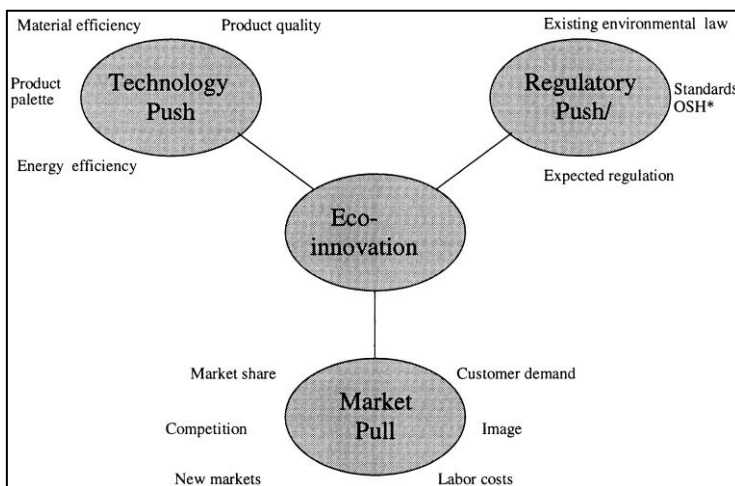 Material efficiency
Product quality
Existing environmental law
Technology
Push
Regulatory
Push/
Product
palette
Standards
OSH*
Energy efficiency
Expected regulation
Eco-
innovation
Market share
Customer demand
Market
Pull
Competition
Image
New markets
Labor costs